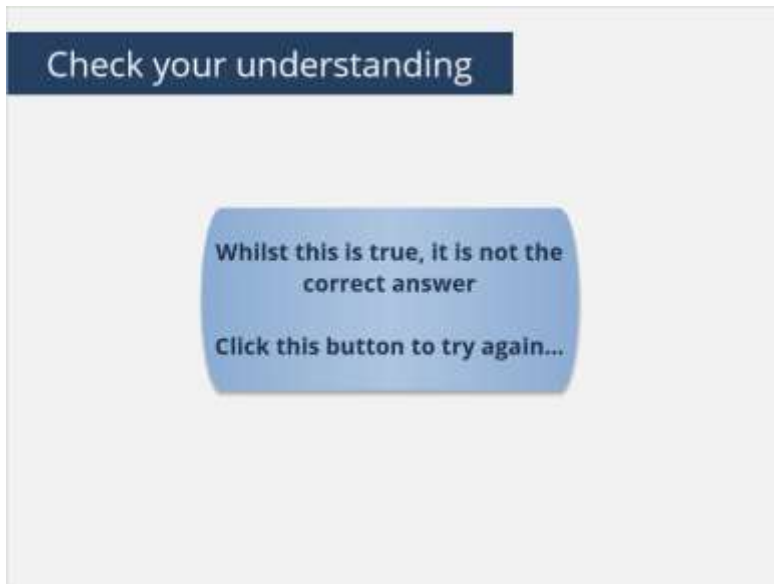 Check your understanding
Whilst this is true, it is not the
correct answer
Click this button to try again...